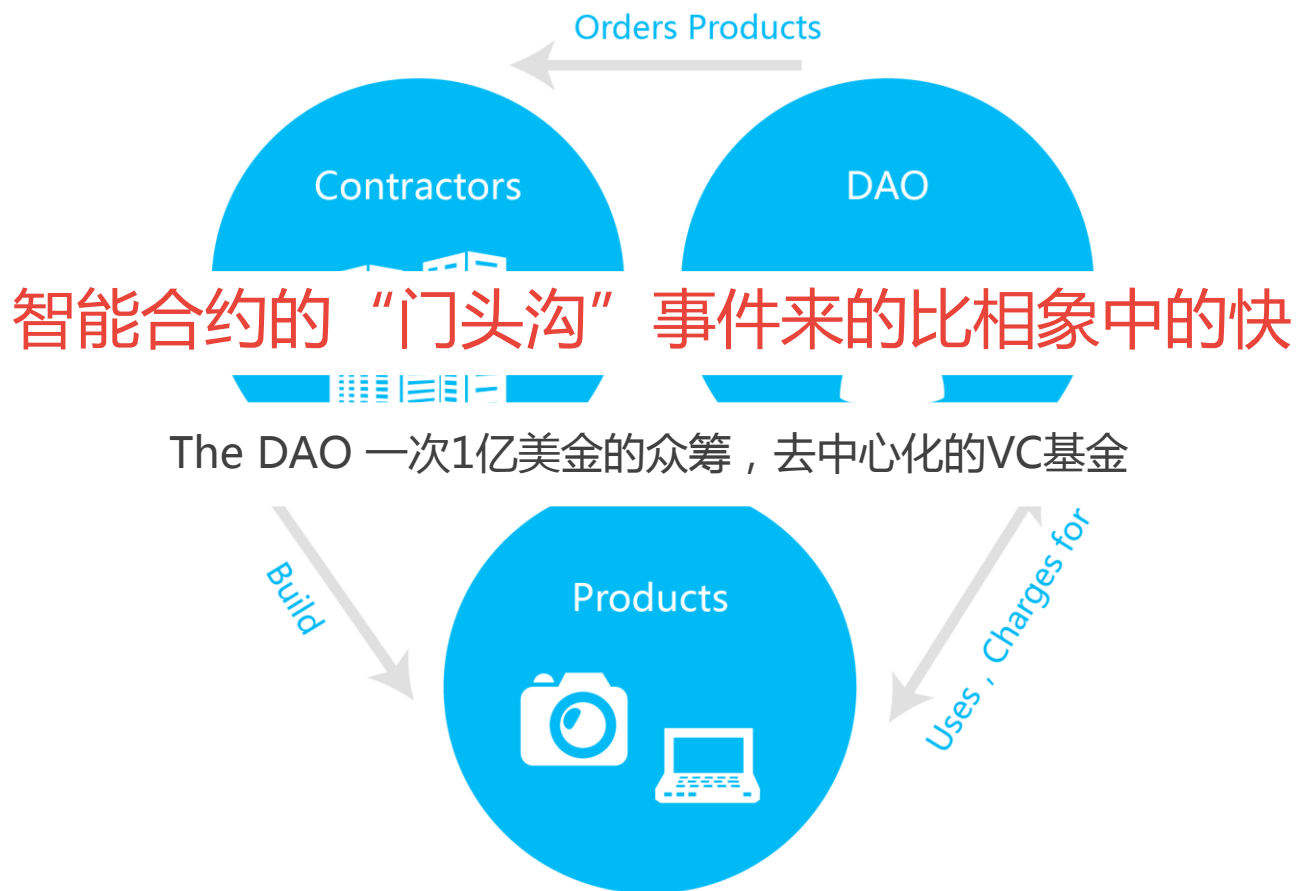 Orders Products
Contractors
DAO
智能合约的“门头沟”事件来的比相象中的快
The DAO 一次1亿美金的众筹，去中心化的VC基金
Build
Products
Uses，Charges for